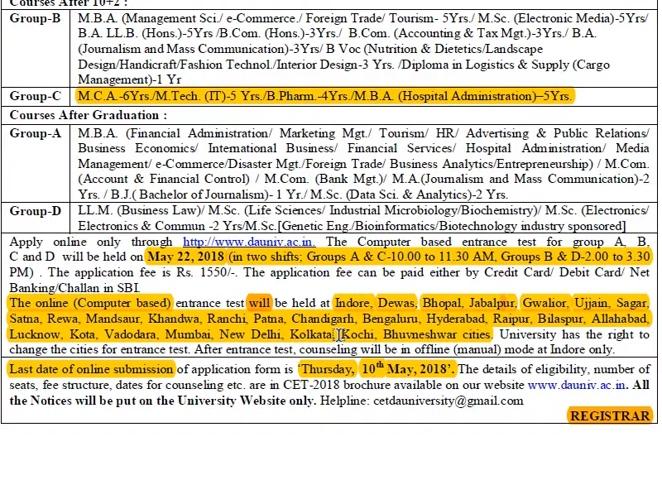 Courses After 10+2 :
Group-B M.B.A. (Management Sci./ e-Commerce./ Foreign Trade/ Tourism- 5Yrs./ M.Sc. (Electronic Media)-5Yrs/
B.A. LL.B. (Hons.)-5Yrs /B.Com. (Hons.)-3Yrs./ B.Com. (Accounting & Tax Mgt.)-3Yrs./ B.A.
(Journalism and Mass Communication)-3Yrs/ B Voc (Nutrition & Dietetics/Landscape
Design/Handicraft/Fashion Technol./Interior Design-3 Yrs. /Diploma in Logistics & Supply (Cargo
Management)-1 Yr
Group-C M.C.A.-6Yrs./M.Tech. (IT)-5 Yrs./B.Pharm.-4Yrs./M.B.A. (Hospital Administration)–5Yrs.
Courses After Graduation :
Group-A M.B.A. (Financial Administration/ Marketing Mgt./ Tourism/ HR/ Advertising & Public Relations/
Business Economics/ International Business/ Financial Services/ Hospital Administration/ Media
Management/ e-Commerce/Disaster Mgt./Foreign Trade/ Business Analytics/Entrepreneurship) / M.Com.
(Account & Financial Control) / M.Com. (Bank Mgt.)/ M.A.(Journalism and Mass Communication)-2
Yrs. / B.J.( Bachelor of Journalism)- 1 Yr./ M.Sc. (Data Sci. & Analytics)-2 Yrs.
Group-D LL.M. (Business Law)/ M.Sc. (Life Sciences/ Industrial Microbiology/Biochemistry)/ M.Sc. (Electronics/
Electronics & Commun -2 Yrs/M.Sc.[Genetic Eng./Bioinformatics/Biotechnology industry sponsored]
Apply online only through http://www.dauniv.ac.in. The Computer based entrance test for group A, B,
C and D will be held on May 22, 2018 (in two shifts; Groups A & C-10.00 to 11.30 AM, Groups B & D-2.00 to 3.30
PM) . The application fee is Rs. 1550/-. The application fee can be paid either by Credit Card/ Debit Card/ Net
Banking/Challan in SBI.
The online (Computer based) entrance test will be held at Indore, Dewas, Bhopal, Jabalpur, Gwalior, Ujjain, Sagar,
Satna, Rewa, Mandsaur, Khandwa, Ranchi, Patna, Chandigarh, Bengaluru, Hyderabad, Raipur, Bilaspur, Allahabad,
Lucknow, Kota, Vadodara, Mumbai, New Delhi, Kolkata, Kochi, Bhuvneshwar cities. University has the right to
change the cities for entrance test. After entrance test, counseling will be in offline (manual) mode at Indore only.
Last date of online submission of application form is 'Thursday, 10th May, 2018'. The details of eligibility, number of
seats, fee structure, dates for counseling etc. are in CET-2018 brochure available on our website www.dauniv.ac.in. All
the Notices will be put on the University Website only. Helpline: cetdauniversity@gmail.com
REGISTRAR